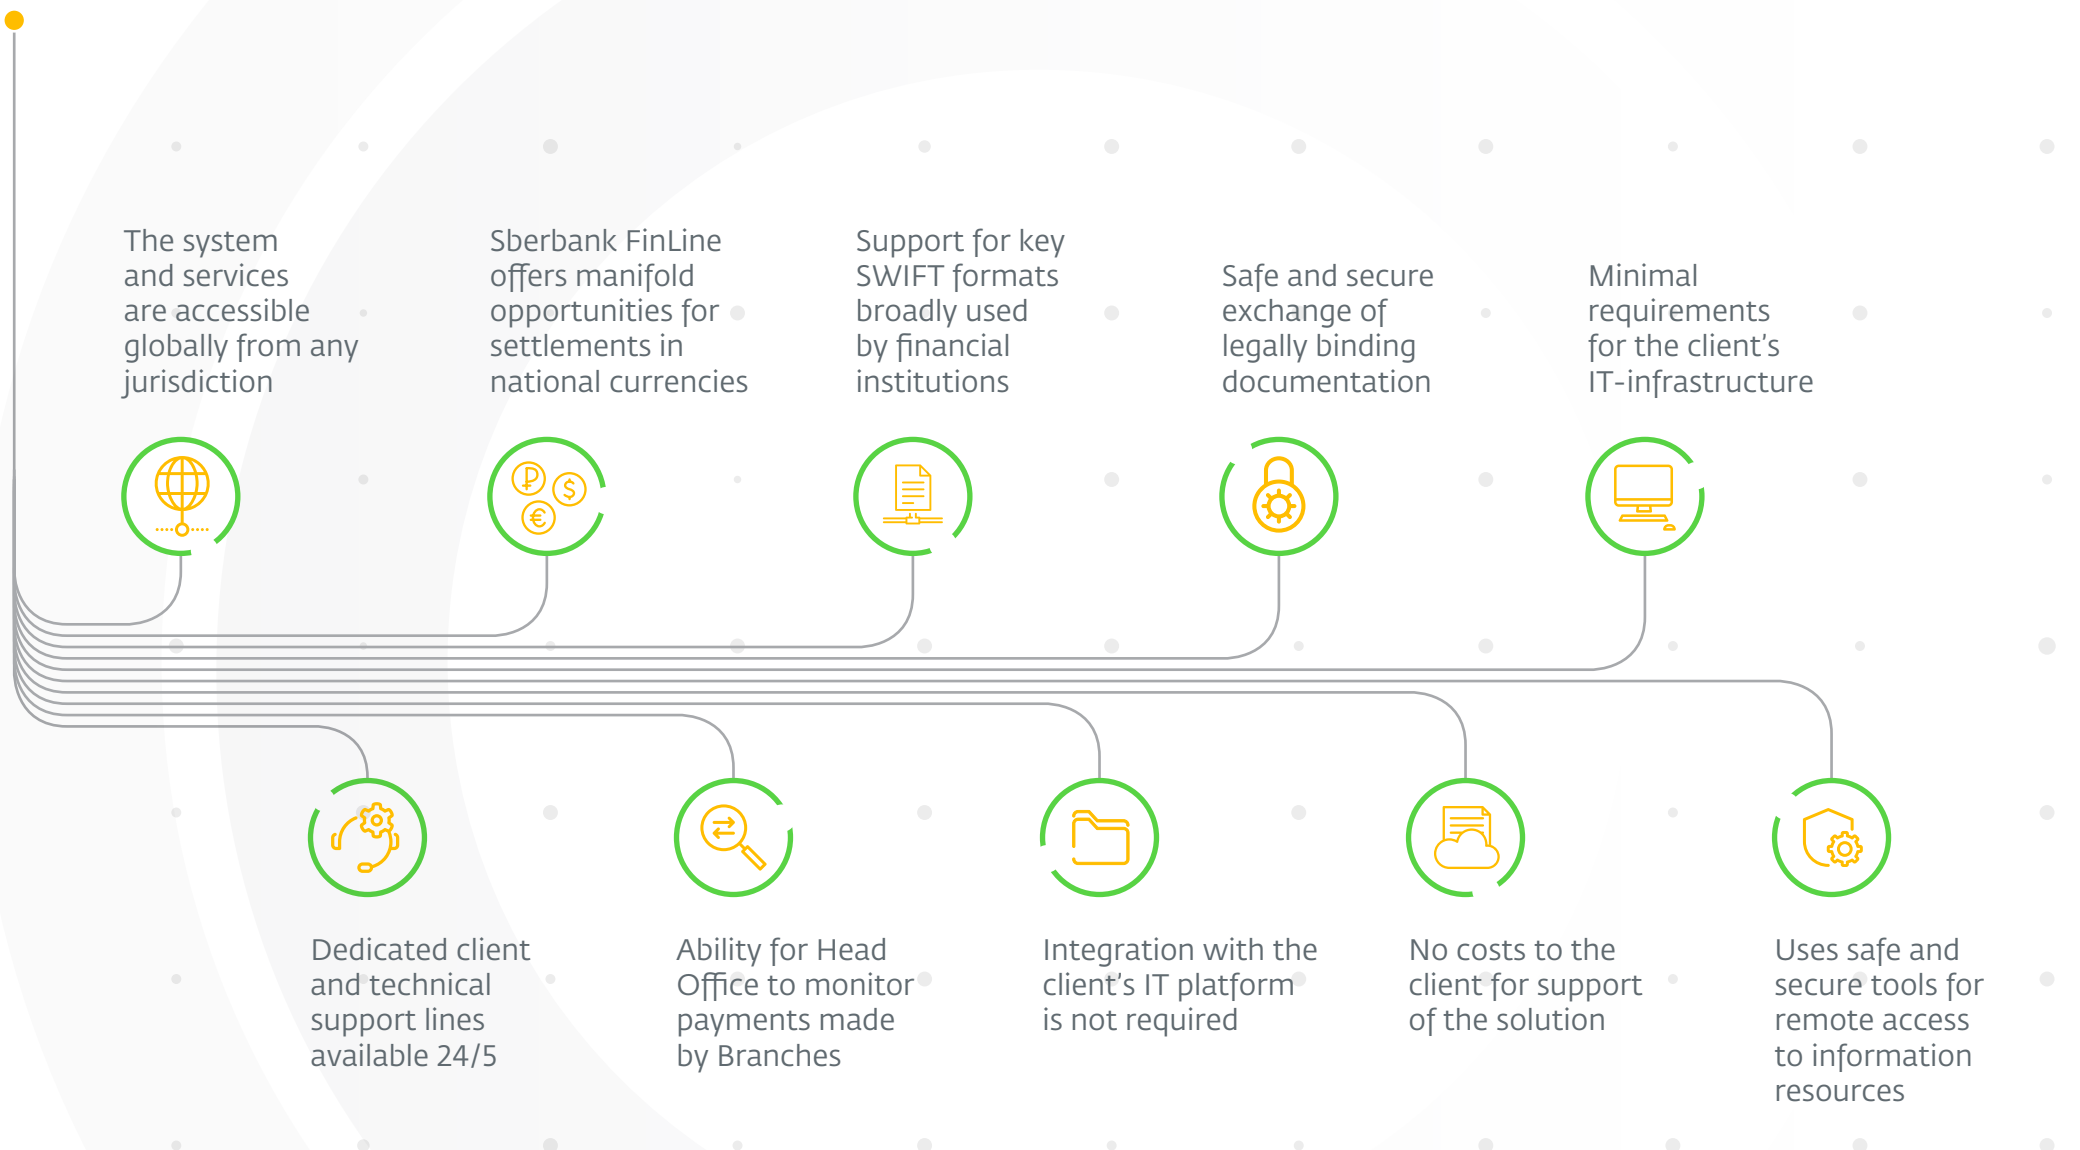 The system
and services
are accessible
globally from any
jurisdiction
Sberbank FinLine
offers manifold
opportunities for
settlements in
national currencies
Support for key
SWIFT formats
broadly used
by financial
institutions
Safe and secure
exchange of
legally binding
documentation
Minimal
requirements
for the client’s
IT-infrastructure
Dedicated client
and technical
support lines
available 24/5
Ability for Head
Office to monitor
payments made
by Branches
Integration with the
client’s IT platform
is not required
No costs to the
client for support
of the solution
Uses safe and
secure tools for
remote access
to information
resources